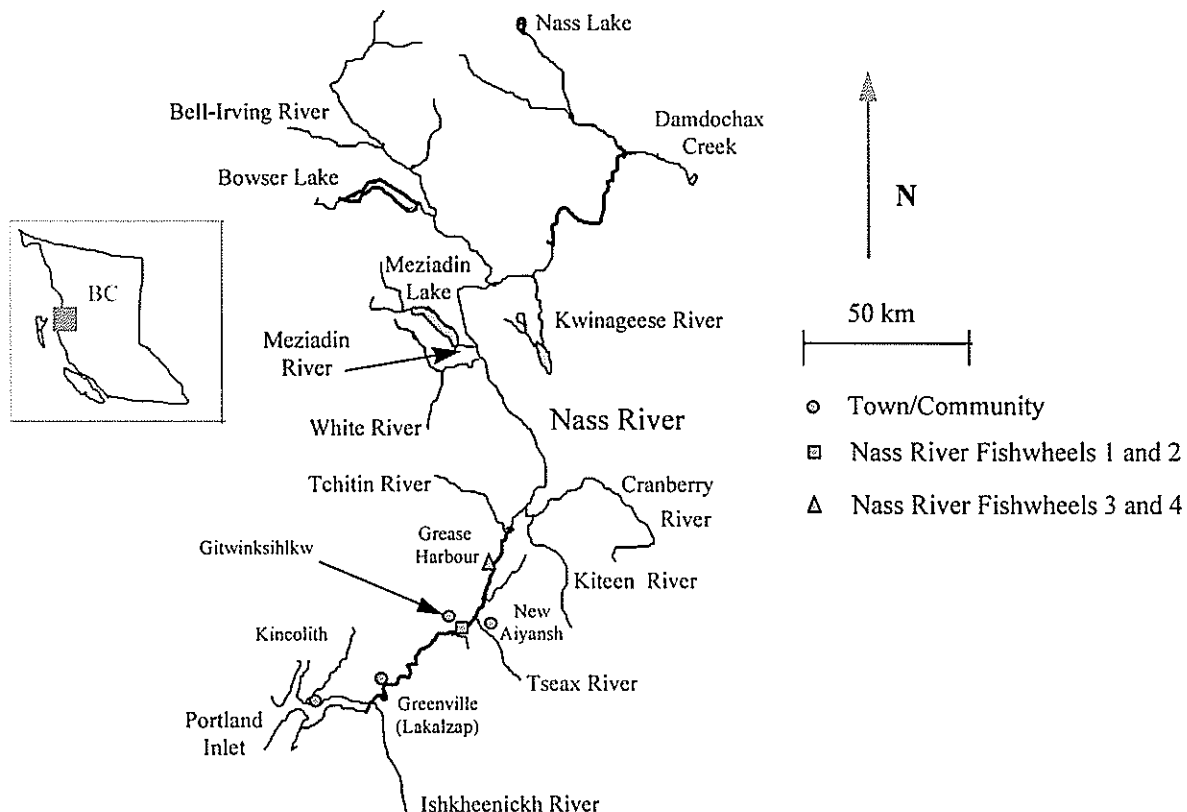 Nass Lake
Bell-Irving River
Damdochax
Creek
Bowser Lake
N
BC
Meziadin
Lake
50 km
Kwinageese River
Meziadin
River
Town/Community
White River
Nass River
Nass River Fishwheels 1 and 2
Tchitin River
Cranberry
River
Nass River Fishwheels 3 and 4
Grease
Harbour
Gitwinksihlkw
Kiteen River
New
Aiyansh
Kincolith
Tseax River
Greenville
(Lakalzap)
Portland
Inlet
Ishkheenickh River